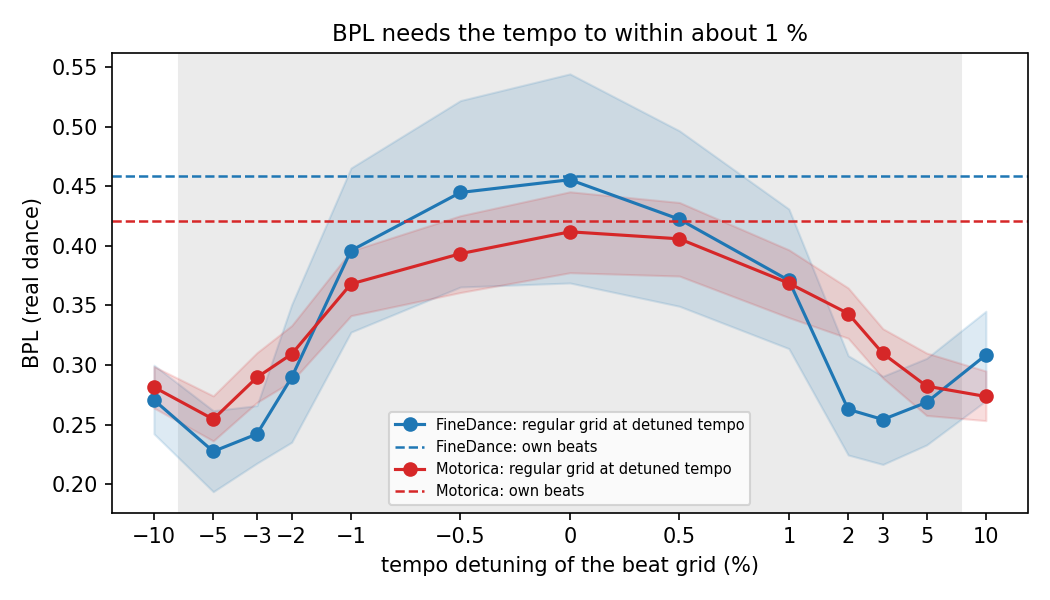 BPL needs the tempo to within about 1 %
BPL (real dance)
0.55
0.50
0.45
0.40
0.35
0.30
0.25
0.20
FineDance: regular grid at detuned tempo
FineDance: own beats
Motorica: regular grid at detuned tempo
Motorica: own beats
−10 −5 −3 −2 −1 −0.5 0 0.5 1 2 3 5 10
tempo detuning of the beat grid (%)